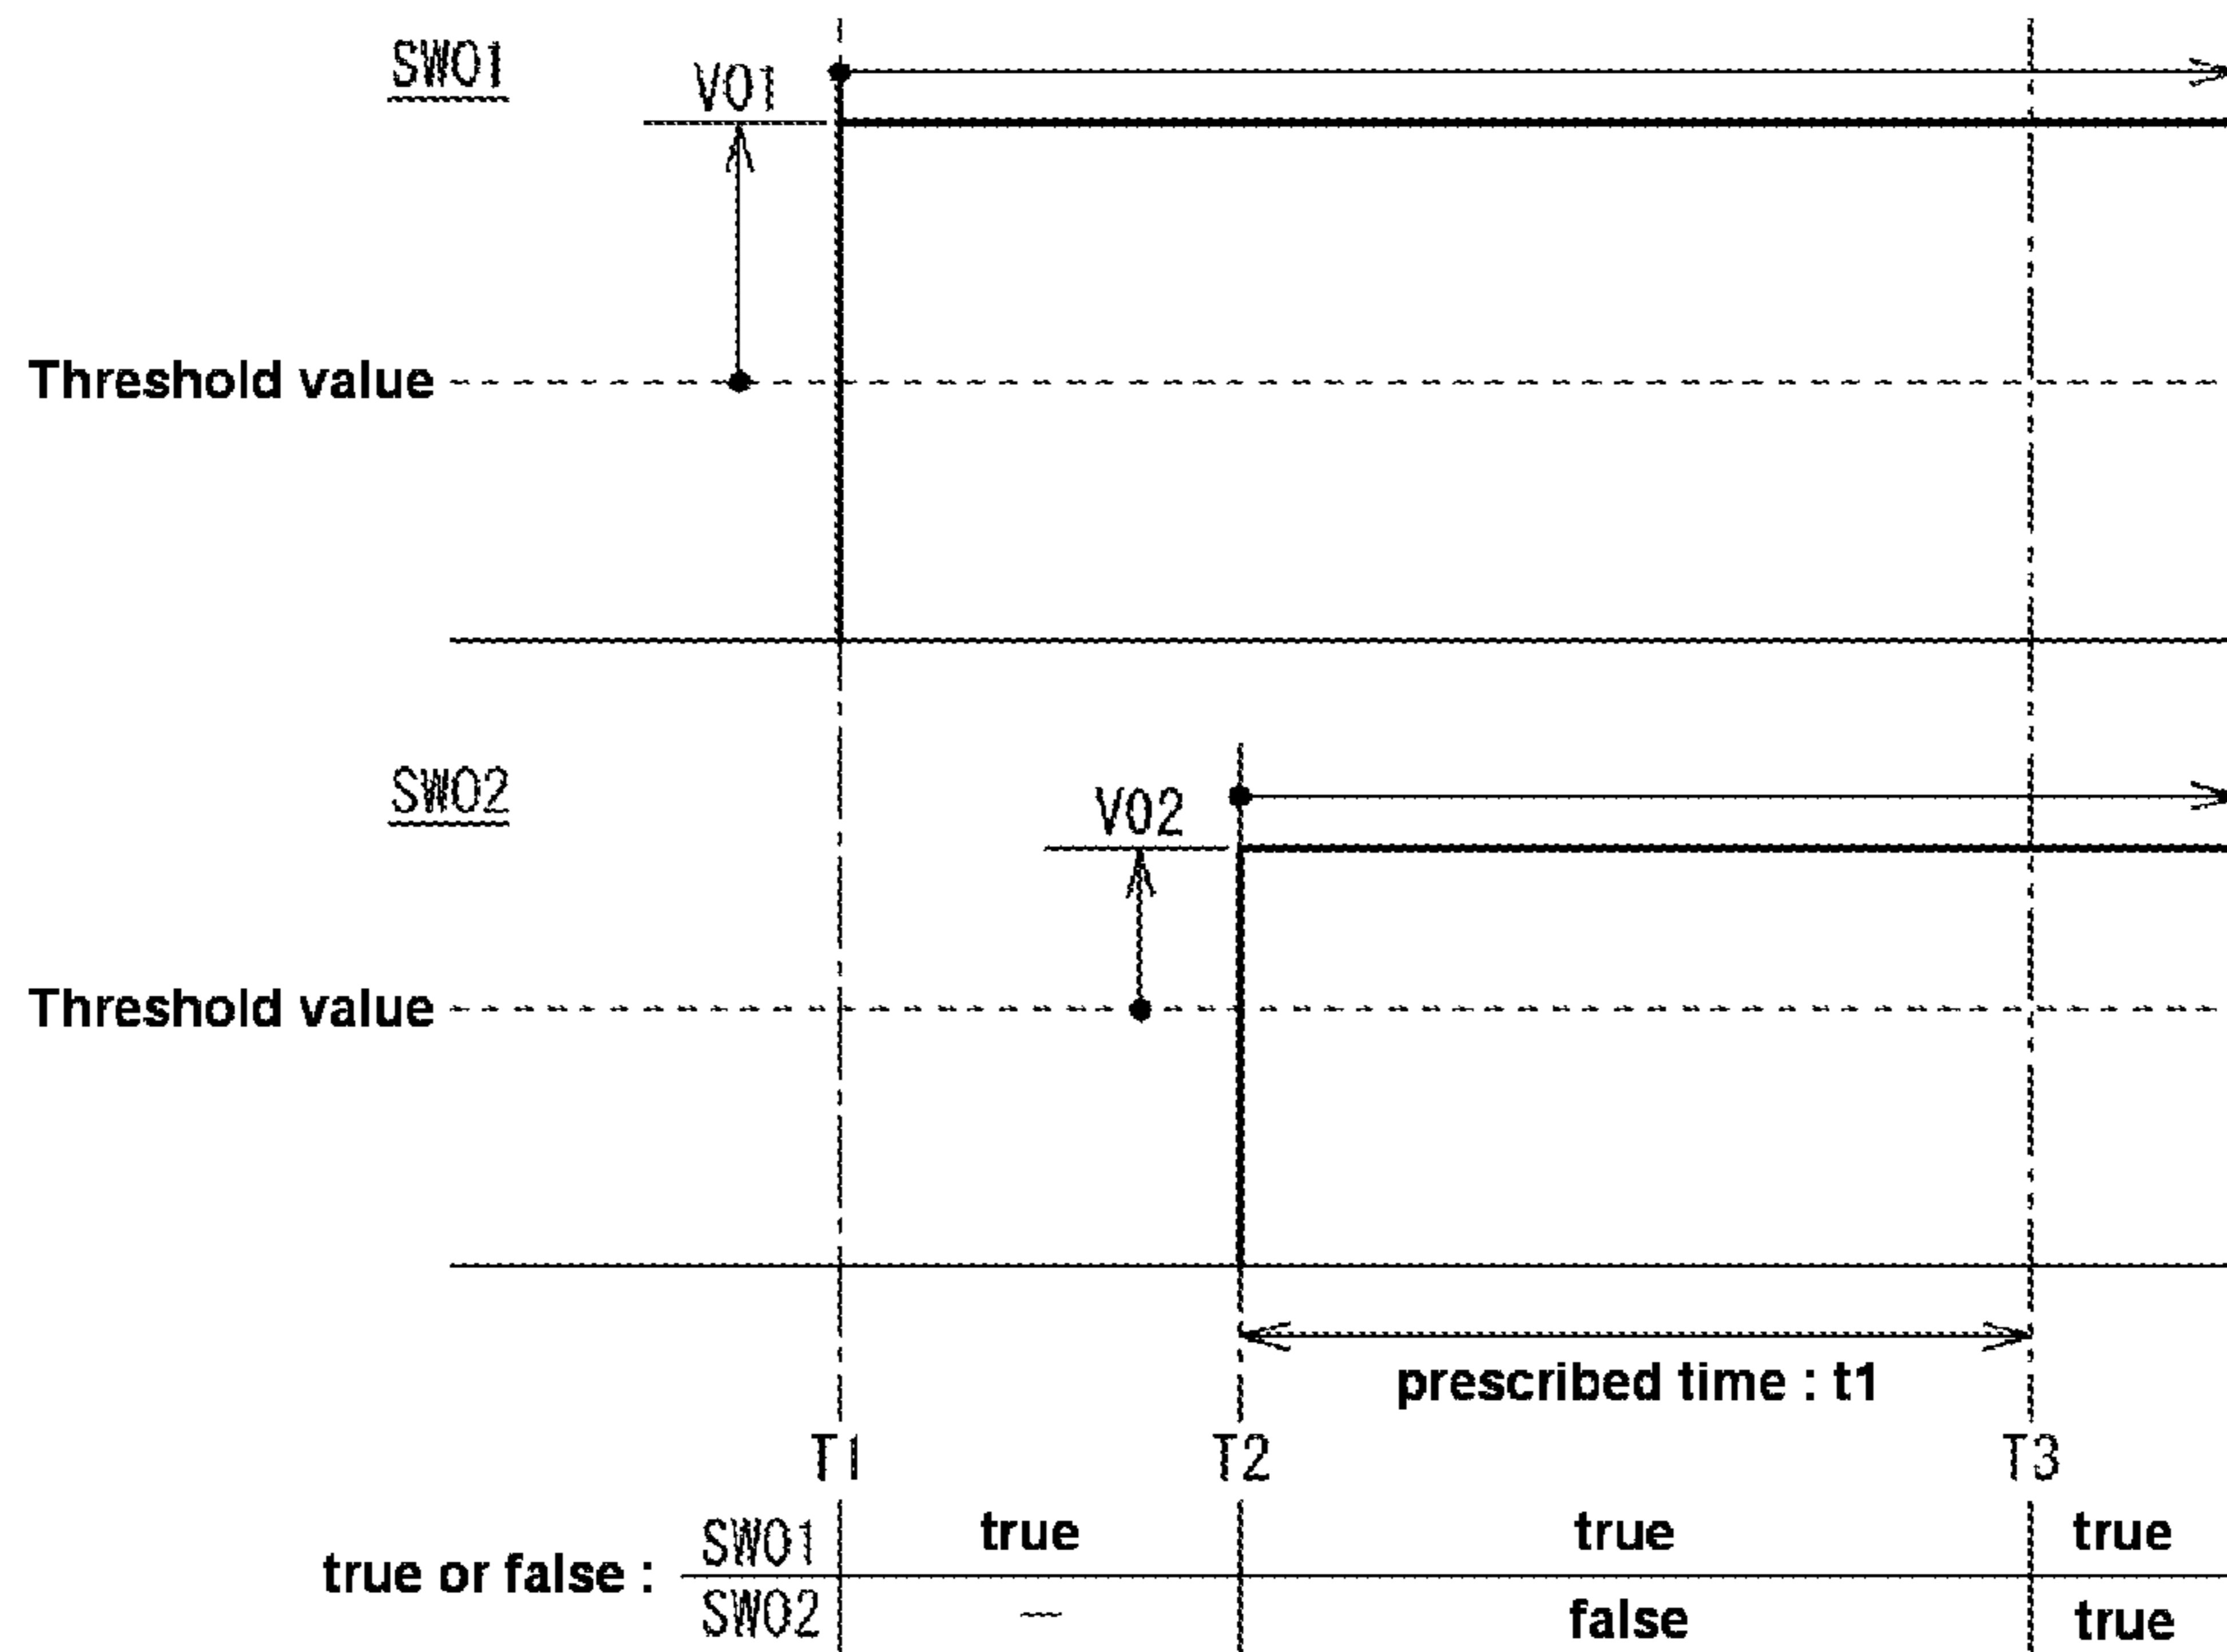 SW01
V01
Threshold value
SW02
V02
Threshold value
prescribed time : t1
T1 T2 T3
SW01 true true true
true or false :
SW02 — false true